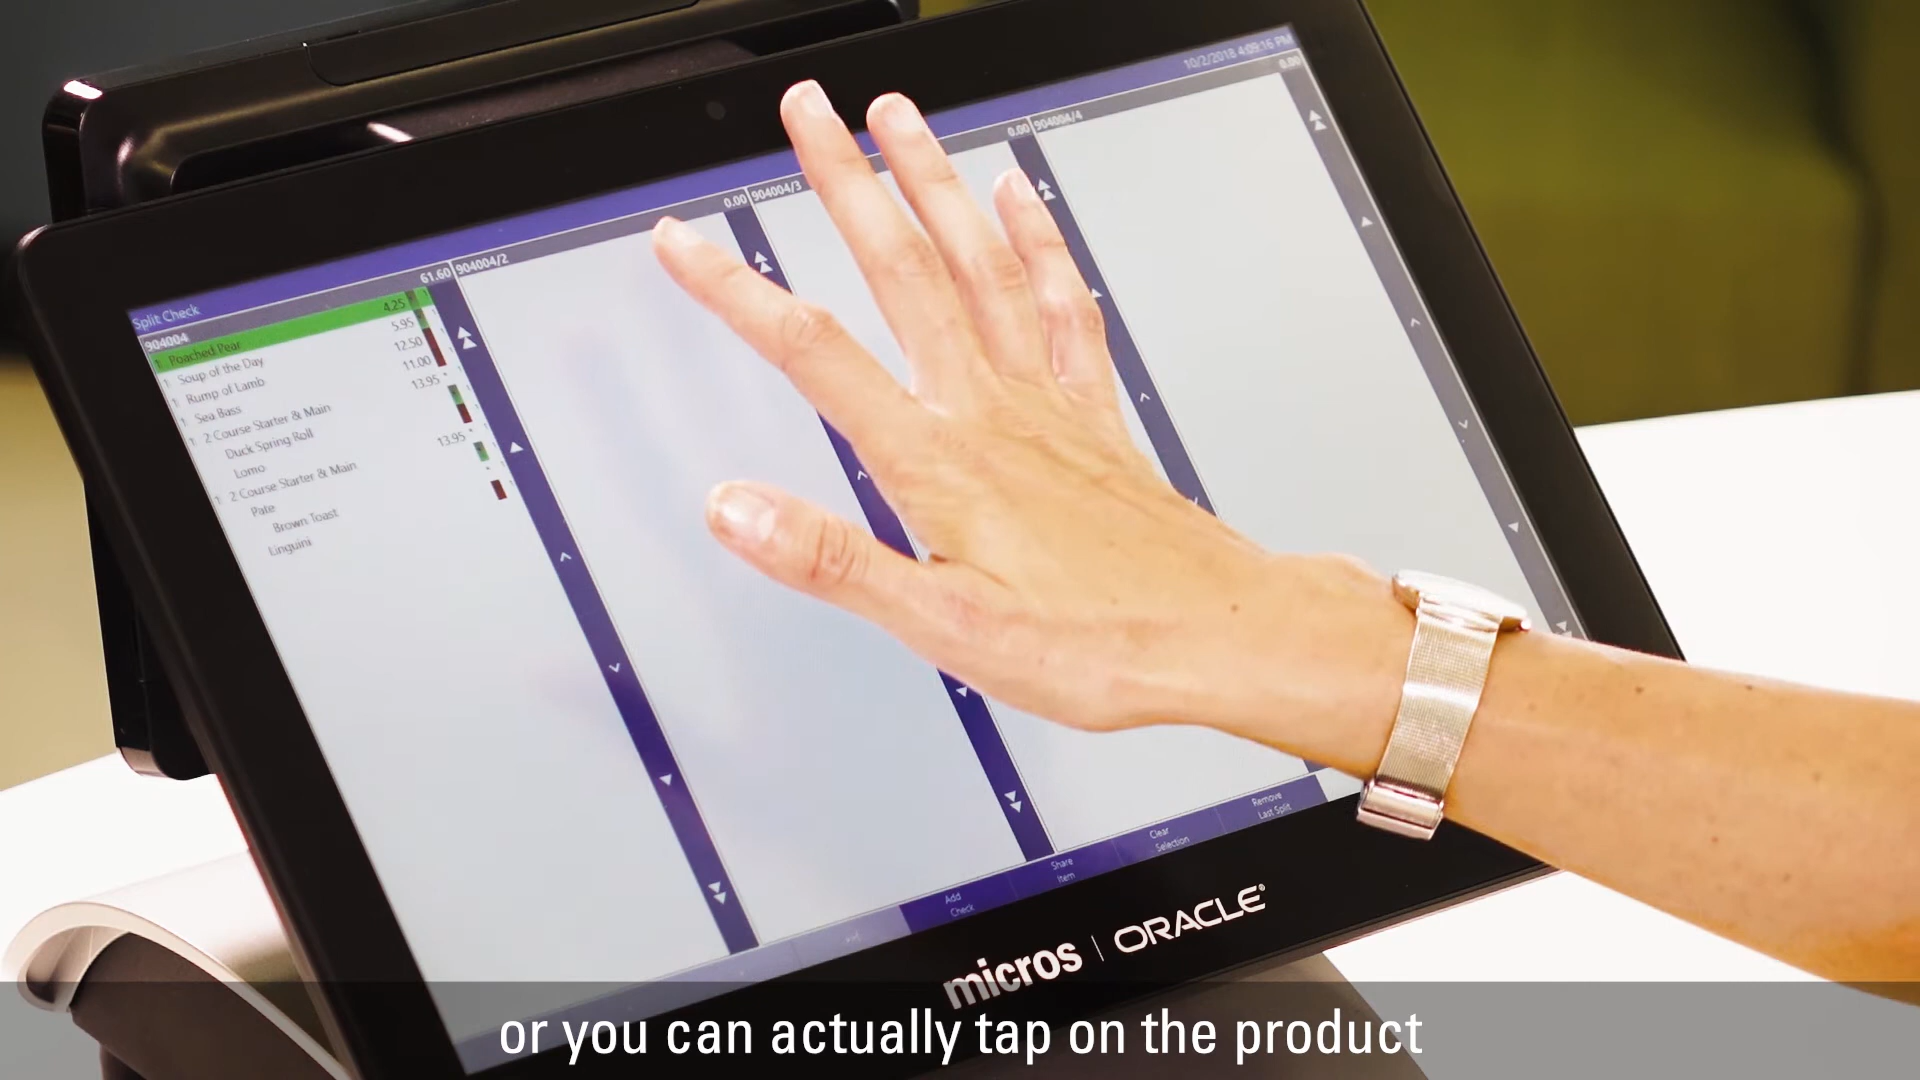 10/2/2018 4:09:16 PM
Split Check
904004 61.60
904004/2 0.00
904004/3 0.00
904004/4 0.00
1 Poached Pear 4.25
1 Soup of the Day 5.95
1 Rump of Lamb 12.50
1 Sea Bass 11.00
1 2 Course Starter & Main 13.95 *
Duck Spring Roll
Lomo
1 2 Course Starter & Main 13.95 *
Pate
Brown Toast
Linguini
Add
Check
Share
Item
Clear
Selection
Remove
Last Split
micros | ORACLE®
or you can actually tap on the product